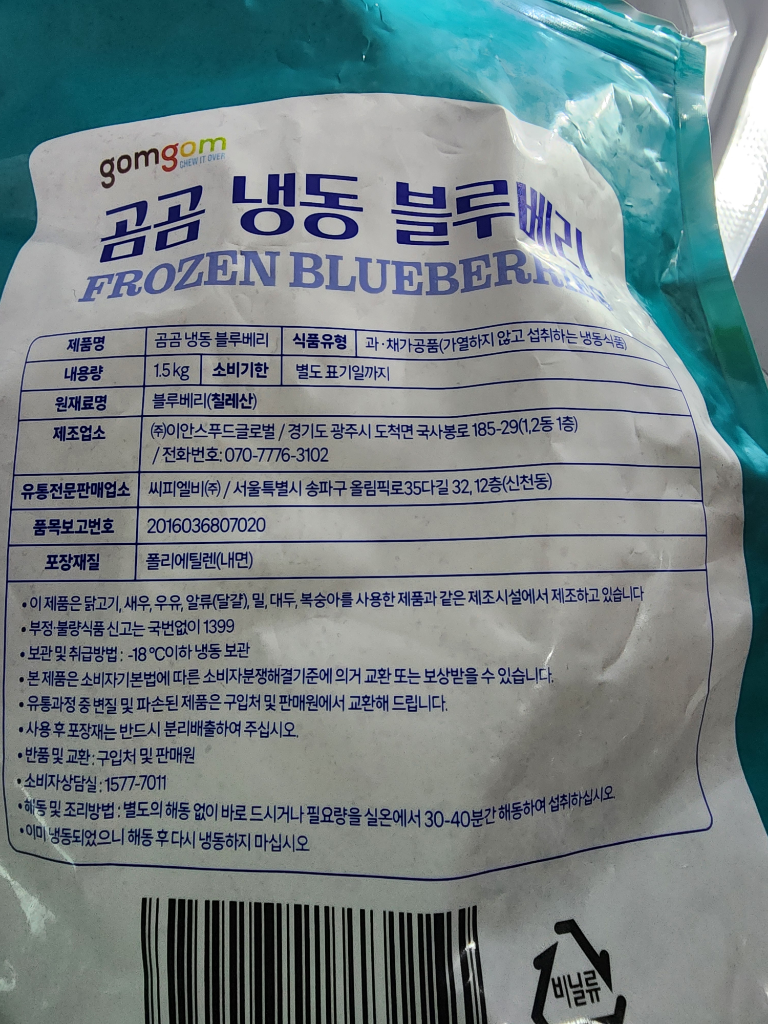 gomgom
CHEW IT OVER
곰곰 냉동 블루베리
FROZEN BLUEBERRIES
제품명 곰곰 냉동 블루베리 식품유형 과·채가공품(가열하지 않고 섭취하는 냉동식품)
내용량 1.5kg 소비기한 별도 표기일까지
원재료명 블루베리(칠레산)
제조업소 ㈜이안스푸드글로벌 / 경기도 광주시 도척면 국사봉로 185-29(1,2동 1층)
/ 전화번호: 070-7776-3102
유통전문판매업소 씨피엘비㈜ / 서울특별시 송파구 올림픽로35다길 32, 12층(신천동)
품목보고번호 2016036807020
포장재질 폴리에틸렌(내면)
• 이 제품은 닭고기, 새우, 우유, 알류(달걀), 밀, 대두, 복숭아를 사용한 제품과 같은 제조시설에서 제조하고 있습니다
• 부정·불량식품 신고는 국번없이 1399
• 보관 및 취급방법 : -18℃이하 냉동 보관
• 본 제품은 소비자기본법에 따른 소비자분쟁해결기준에 의거 교환 또는 보상받을 수 있습니다.
• 유통과정 중 변질 및 파손된 제품은 구입처 및 판매원에서 교환해 드립니다.
• 사용 후 포장재는 반드시 분리배출하여 주십시오.
• 반품 및 교환 : 구입처 및 판매원
• 소비자상담실 : 1577-7011
• 해동 및 조리방법 : 별도의 해동 없이 바로 드시거나 필요량을 실온에서 30-40분간 해동하여 섭취하십시오
• 이미 냉동되었으니 해동 후 다시 냉동하지 마십시오
비닐류